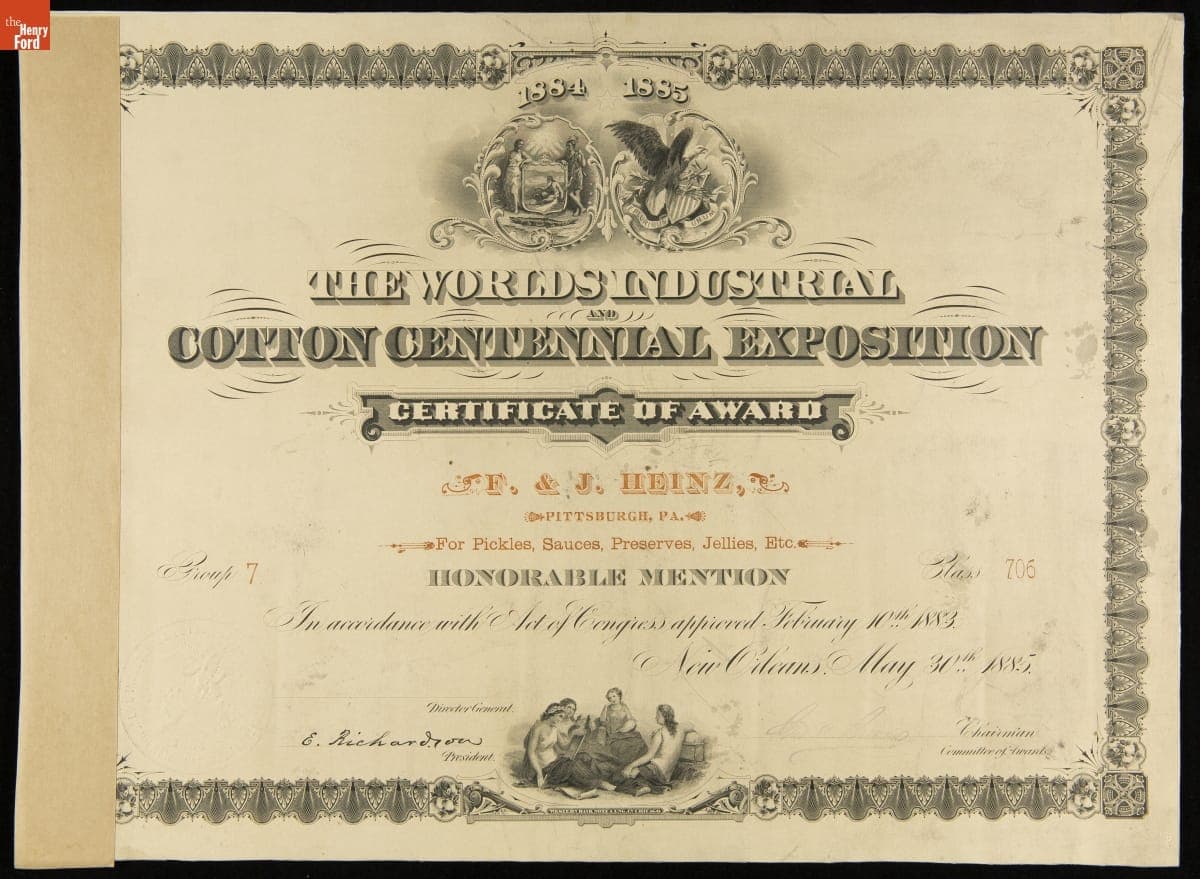 the
Henry
Ford
1884 1885
THE WORLDS INDUSTRIAL
AND
COTTON CENTENNIAL EXPOSITION
CERTIFICATE OF AWARD
F. & J. HEINZ,
PITTSBURGH, PA.
For Pickles, Sauces, Preserves, Jellies, Etc.
Group 7
HONORABLE MENTION
Class 706
In accordance with Act of Congress approved February 10th 1883.
New Orleans. May 30th 1885.
Director General.
E. Richardson
President.
Chairman
Committee of Awards